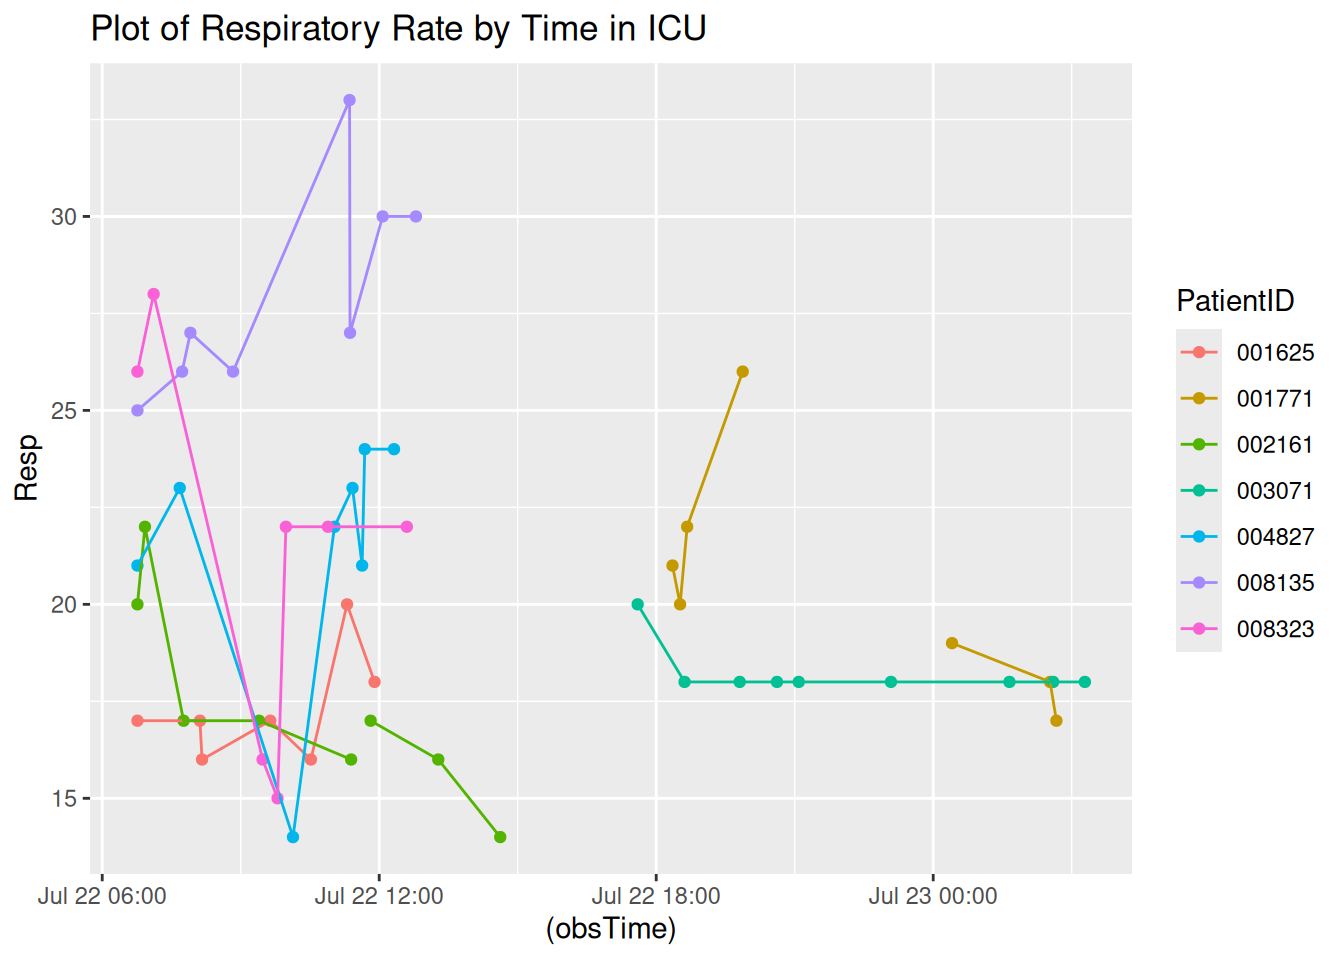 Plot of Respiratory Rate by Time in ICU
Resp
30
25
20
15
Jul 22 06:00
Jul 22 12:00
Jul 22 18:00
Jul 23 00:00
(obsTime)
PatientID
001625
001771
002161
003071
004827
008135
008323